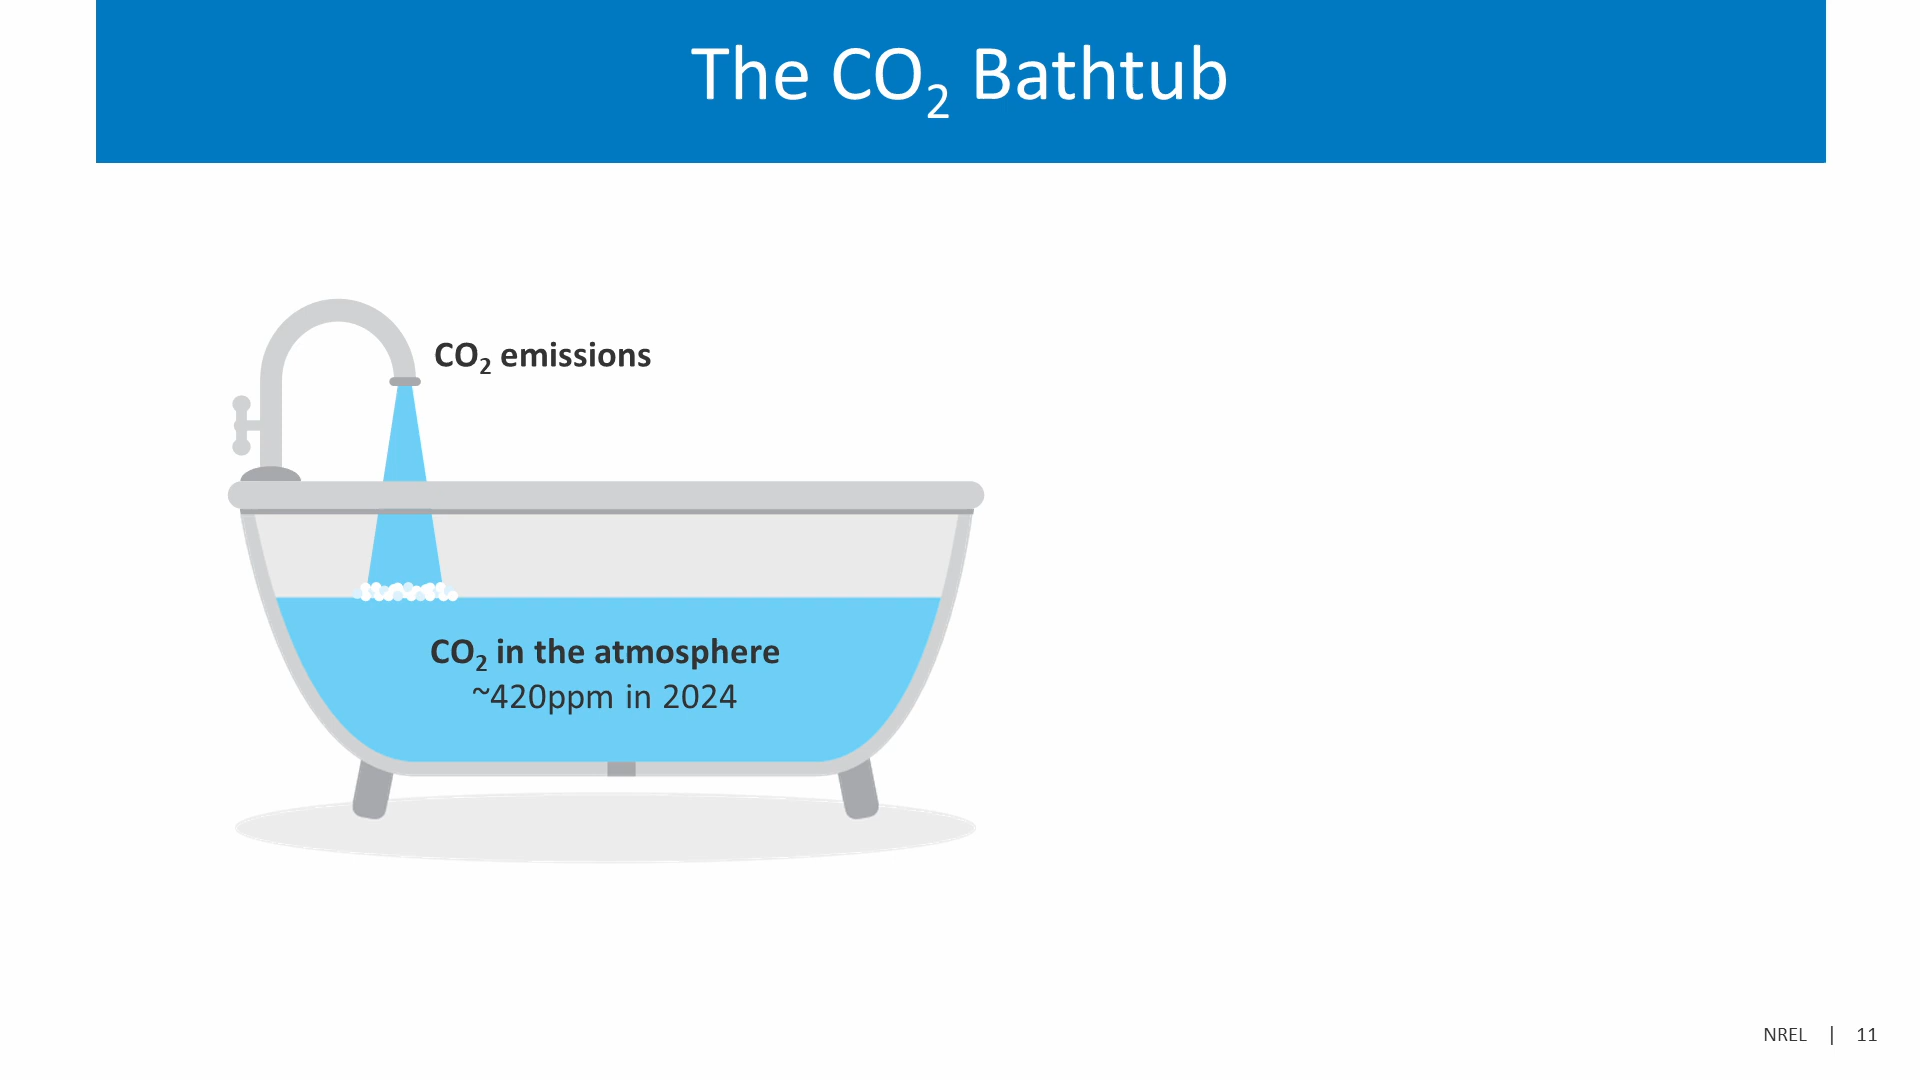 The CO₂ Bathtub
CO₂ emissions
CO₂ in the atmosphere
~420ppm in 2024
NREL | 11